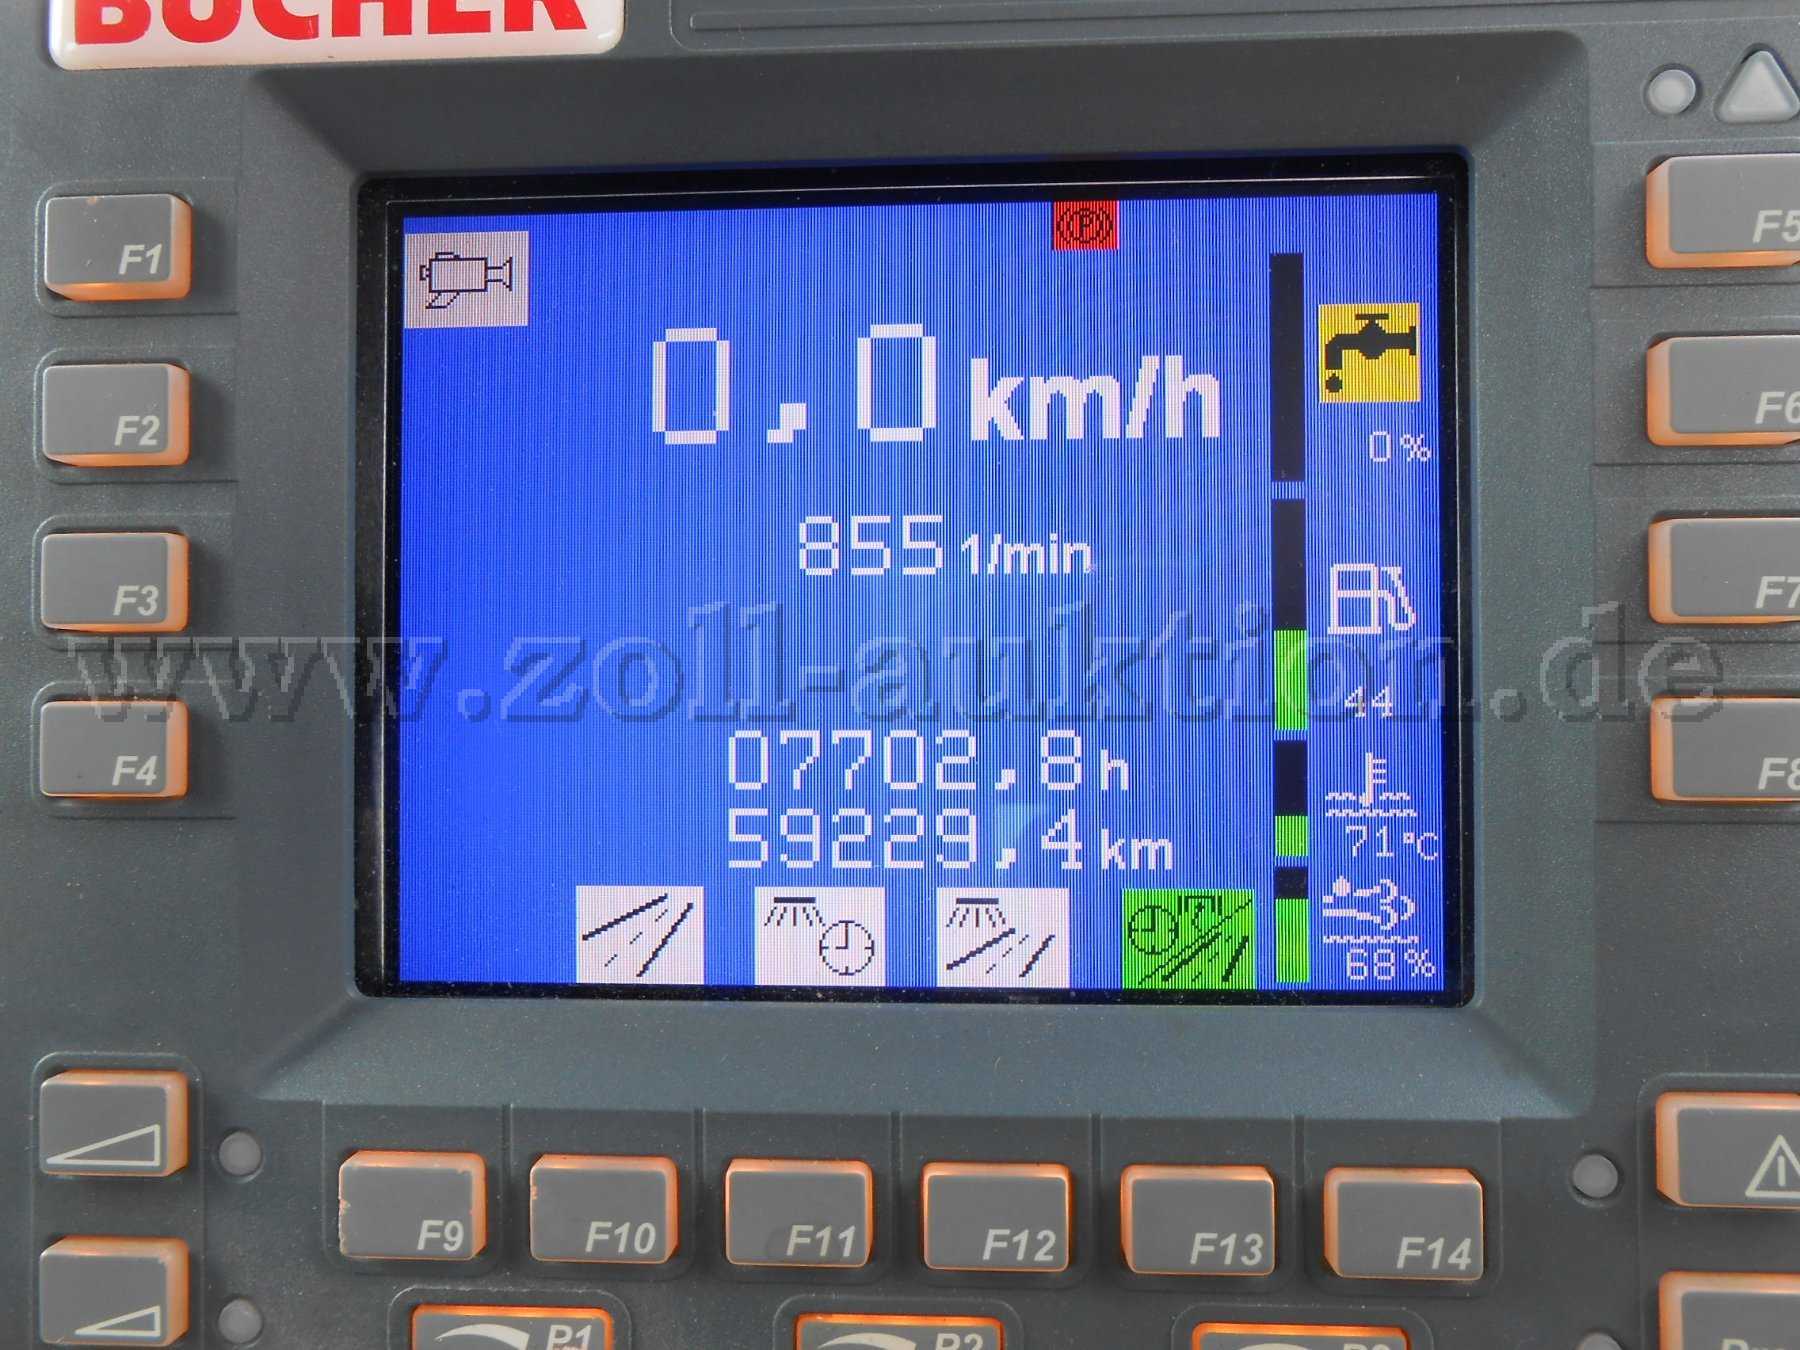 BUCHER
F1
F2
F3
F4
F5
F6
F7
F8
P
0,0 km/h
0%
855 1/min
44
www.zoll-auktion.de
07702,8 h
71°C
59229,4 km
68%
F9
F10
F11
F12
F13
F14
P1
P2